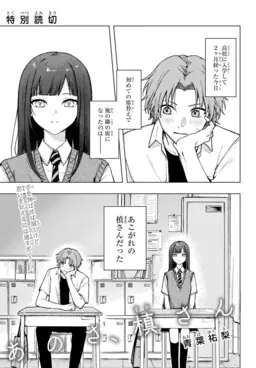 特別読切
高校に入学して
2ヶ月経った今日
初めての席替えで
俺の隣の席に
なったのは
あこがれの
槙さんだった
あのさ、槙さん
青葉祐梨